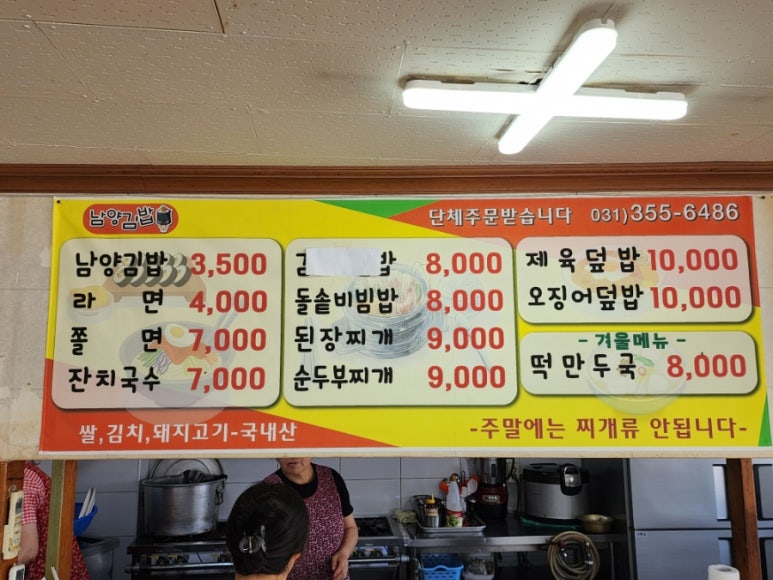 남양김밥
단체주문받습니다 031)355-6486
남양김밥 3,500
라면 4,000
쫄면 7,000
잔치국수 7,000
밥 8,000
돌솥비빔밥 8,000
된장찌개 9,000
순두부찌개 9,000
제육덮밥 10,000
오징어덮밥 10,000
- 겨울메뉴 -
떡만두국 8,000
쌀,김치,돼지고기-국내산
-주말에는 찌개류 안됩니다-